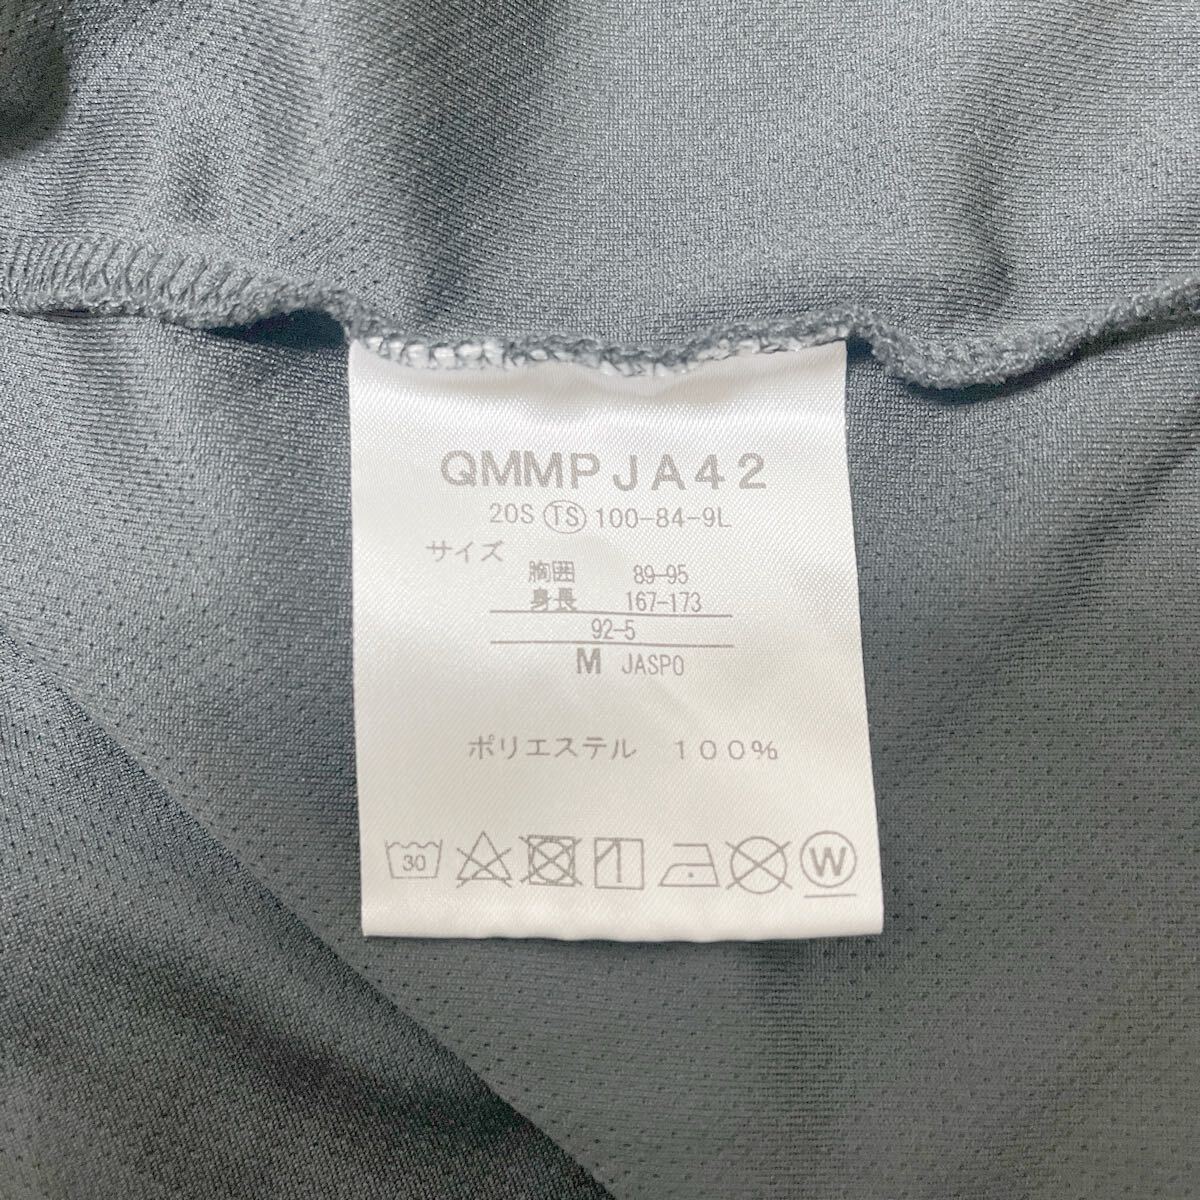 QMMPJA42
20S TS 100-84-9L
サイズ
胸囲 89-95
身長 167-173
92-5
M JASPO
ポリエステル 100%
30 W